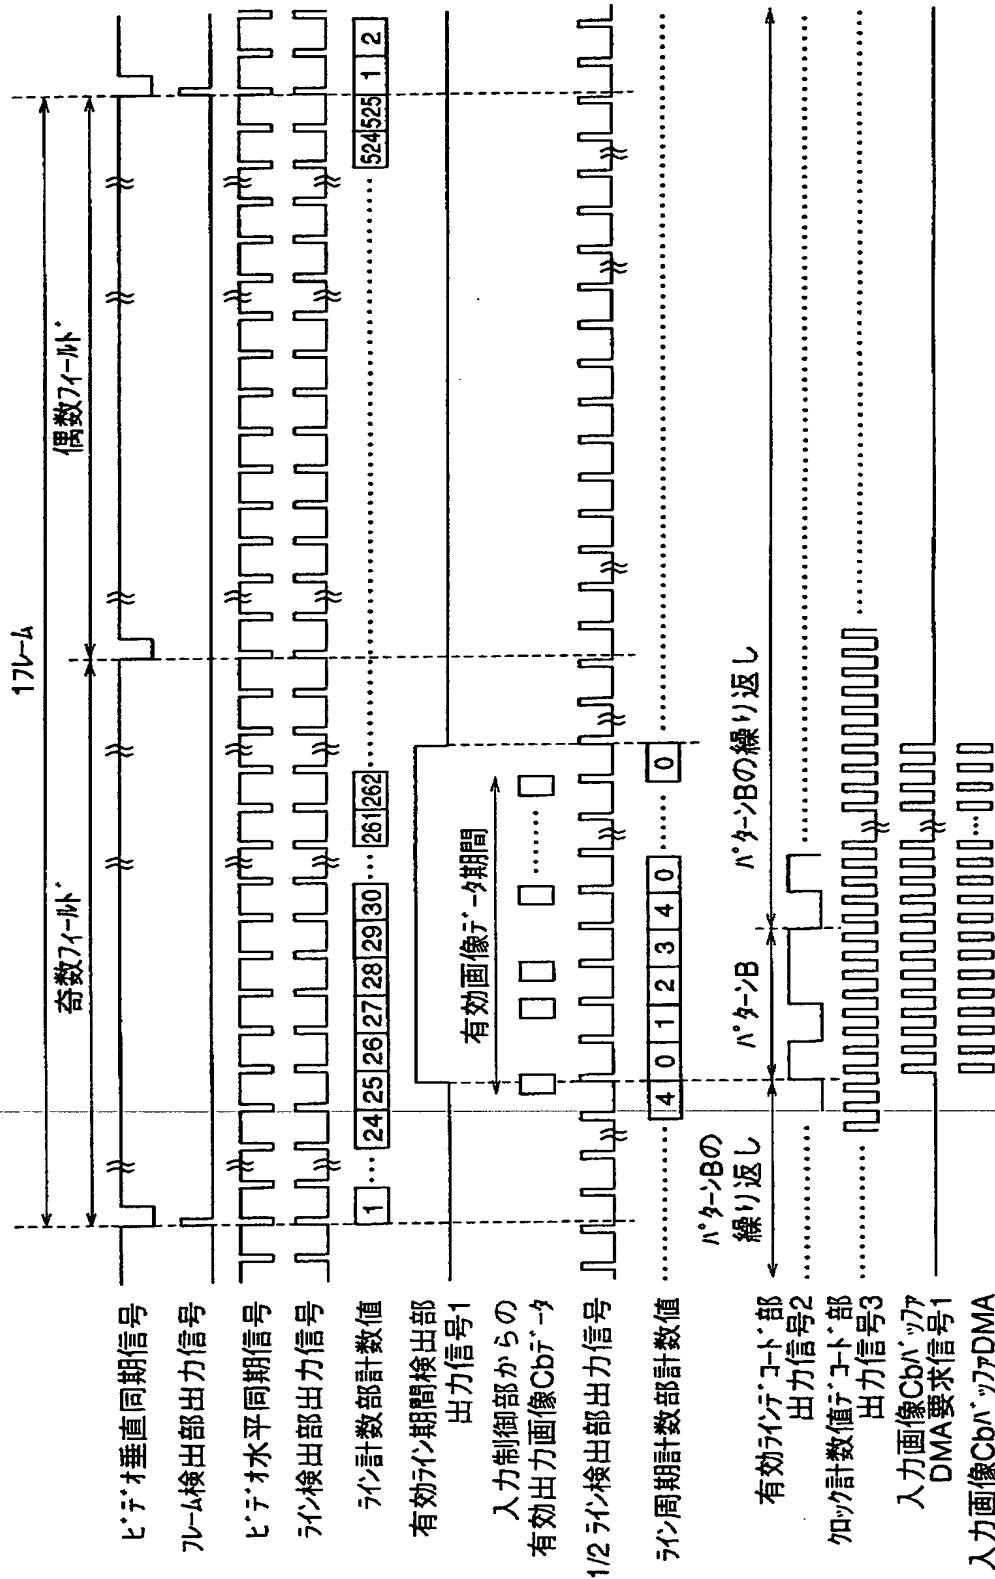 1フレーム
奇数フィールド
偶数フィールド
ビデオ垂直同期信号
フレーム検出部出力信号
ビデオ水平同期信号
ライン検出部出力信号
ライン計数部計数値
1 ... 24 25 26 27 28 29 30 ... 261 262 ... 524 525 1 2
有効ライン期間検出部
出力信号1
有効画像データ期間
入力制御部からの
有効出力画像Cbデータ
1/2 ライン検出部出力信号
ライン周期計数部計数値
4 0 1 2 3 4 0 ... 0
パターンBの
繰り返し
パターンB
パターンBの繰り返し
有効ラインデコード部
出力信号2
クロック計数値デコード部
出力信号3
入力画像Cbバッファ
DMA要求信号1
入力画像CbバッファDMA